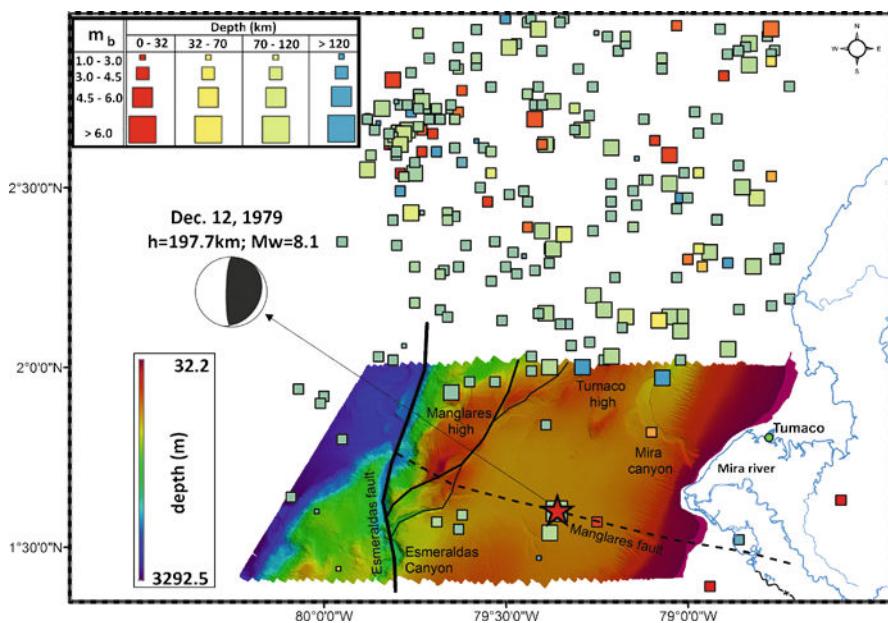 m b
Depth (km)
0 - 32
32 - 70
70 - 120
> 120
1.0 - 3.0
3.0 - 4.5
4.5 - 6.0
> 6.0
N
W
E
S
2°30'0"N
Dec. 12, 1979
h=197.7km; Mw=8.1
2°0'0"N
32.2
depth (m)
3292.5
Manglares
high
Tumaco
high
Tumaco
Mira
canyon
Mira river
Esmeraldas fault
Manglares fault
Esmeraldas
Canyon
1°30'0"N
80°0'0"W
79°30'0"W
79°0'0"W